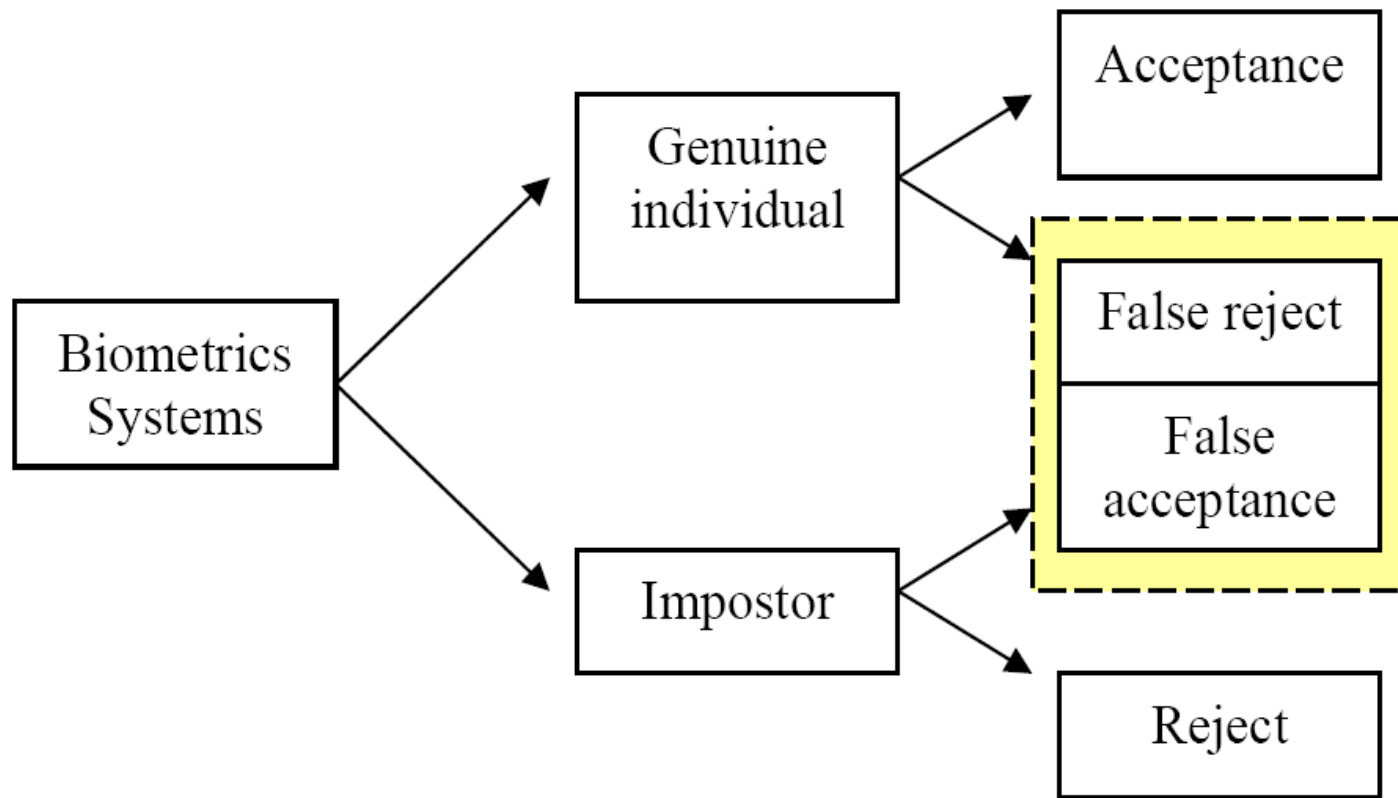 Biometrics
Systems
Genuine
individual
Impostor
Acceptance
False reject
False
acceptance
Reject